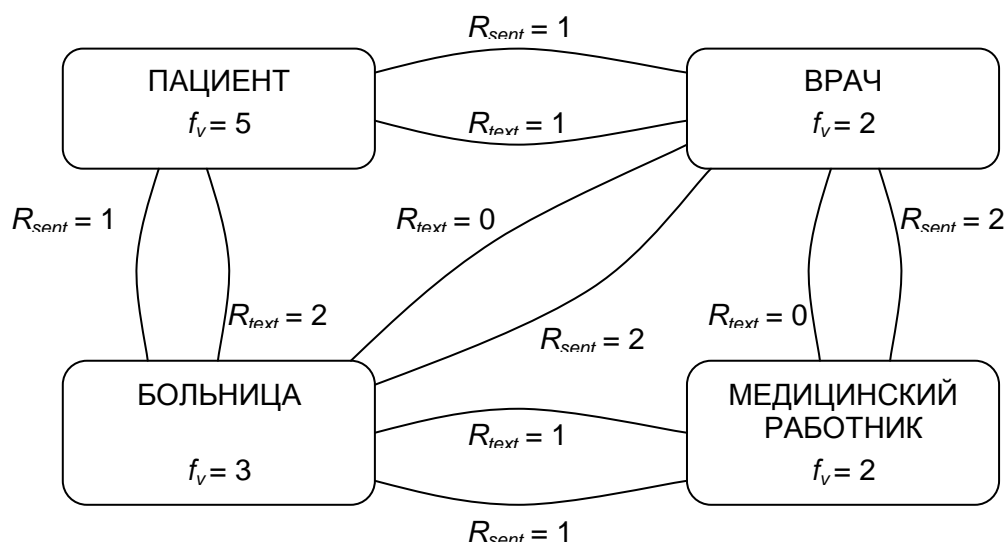 R_sent = 1
ПАЦИЕНТ
f_v = 5
ВРАЧ
f_v = 2
R_text = 1
R_sent = 1
R_text = 0
R_sent = 2
R_text = 2
R_text = 0
R_sent = 2
БОЛЬНИЦА
f_v = 3
МЕДИЦИНСКИЙ
РАБОТНИК
f_v = 2
R_text = 1
R_sent = 1